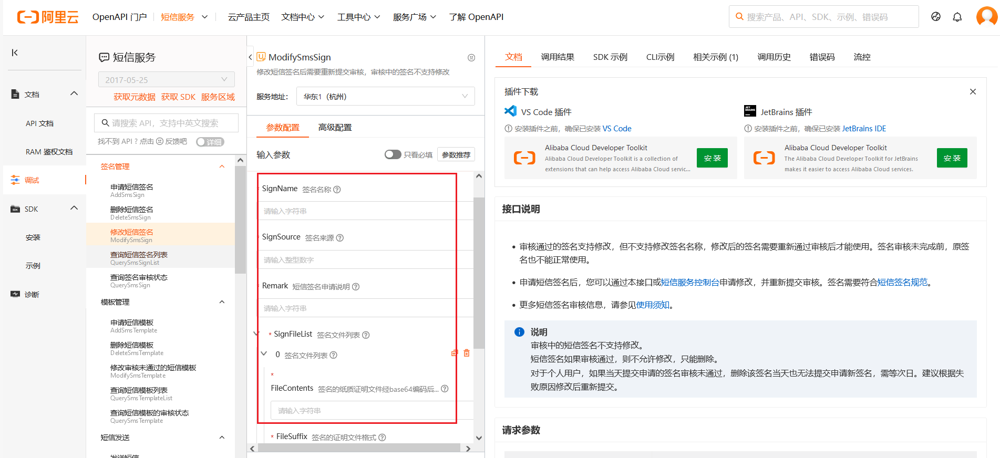 阿里云
OpenAPI 门户
短信服务
云产品主页
文档中心
工具中心
服务广场
了解 OpenAPI
搜索产品、API、SDK、示例、错误码
文档
API 文档
RAM 鉴权文档
调试
SDK
安装
示例
诊断
短信服务
2017-05-25
获取元数据 获取 SDK 服务区域
请搜索 API，支持中英文搜索
找不到 API ? 点击 反馈吧
详细
签名管理
申请短信签名
AddSmsSign
删除短信签名
DeleteSmsSign
修改短信签名
ModifySmsSign
查询短信签名列表
QuerySmsSignList
查询签名审核状态
QuerySmsSign
模板管理
申请短信模板
AddSmsTemplate
删除短信模板
DeleteSmsTemplate
修改审核未通过的短信模板
ModifySmsTemplate
查询短信模板列表
QuerySmsTemplateList
查询短信模板的审核状态
QuerySmsTemplate
短信发送
ModifySmsSign
修改短信签名后需要重新提交审核，审核中的签名不支持修改
服务地址：
华东1（杭州）
参数配置
高级配置
输入参数
只看必填
参数推荐
* SignName 签名名称
请输入字符串
* SignSource 签名来源
请输入整型数字
* Remark 短信签名申请说明
请输入字符串
* SignFileList 签名文件列表
0 签名文件列表
*
FileContents 签名的纸质证明文件经base64编码后...
请输入字符串
* FileSuffix 签名的证明文件格式
文档
调用结果
SDK 示例
CLI示例
相关示例 (1)
调用历史
错误码
流控
插件下载
VS Code 插件
安装插件之前，确保已安装 VS Code
Alibaba Cloud Developer Toolkit
Alibaba Cloud Developer Toolkit is a collection of
extensions that can help access Alibaba Cloud servic...
安装
JET
BRAINS
JetBrains 插件
安装插件之前，确保已安装 JetBrains IDE
Alibaba Cloud Developer Toolkit
The Alibaba Cloud Developer Toolkit for JetBrains
makes it easier to access Alibaba Cloud services.
安装
接口说明
审核通过的签名支持修改，但不支持修改签名名称，修改后的签名需要重新通过审核后才能使用。签名审核未完成前，原签
名也不能正常使用。
申请短信签名后，您可以通过本接口或短信服务控制台申请修改，并重新提交审核。签名需要符合短信签名规范。
更多短信签名审核信息，请参见使用须知。
说明
审核中的短信签名不支持修改。
短信签名如果审核通过，则不允许修改，只能删除。
对于个人用户，如果当天提交申请的签名审核未通过，删除该签名当天也无法提交申请新签名，需等次日。建议根据失
败原因修改后重新提交。
请求参数